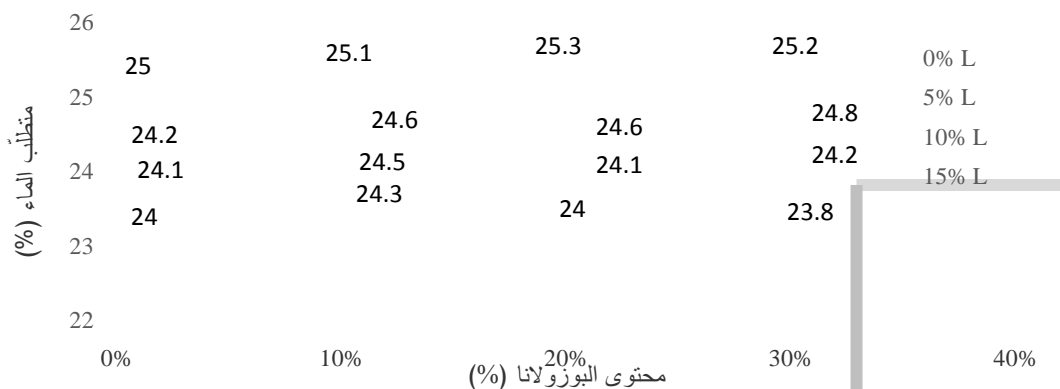 26
25.1 25.3 25.2
25 0% L
25 5% L
24.2 24.6 24.6 24.8
10% L
24 24.1 24.5 24.1 24.2
15% L
24.3
24 24 23.8
23
22
0% 10% 20% 30% 40%
محتوى البوزولانا (%)
متطلّب الماء (%)